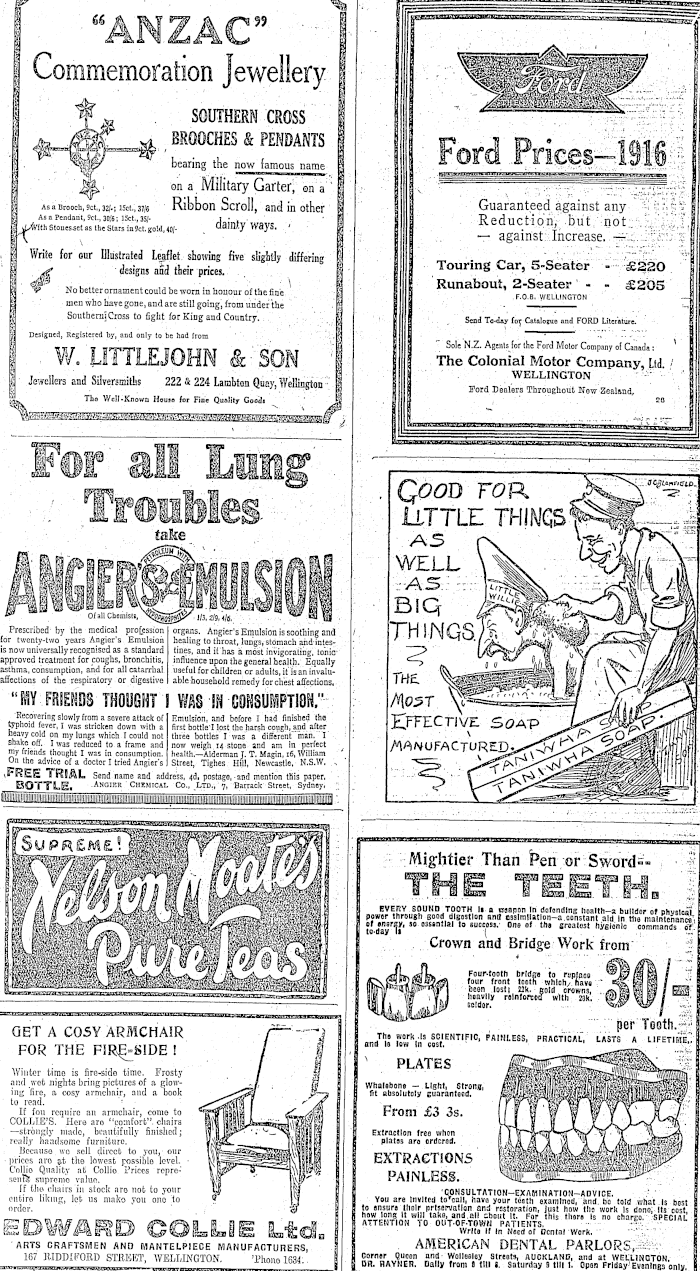 "ANZAC"
Commemoration Jewellery
SOUTHERN CROSS
BROOCHES & PENDANTS
bearing the now famous name
on a Military Garter, on a
Ribbon Scroll, and in other
dainty ways.
As a Brooch, 9ct., 32/-; 15ct., 37/6
As a Pendant, 9ct., 30/6; 15ct., 35/-
With Stones set as the Stars in 9ct. gold, 40/-
Write for our Illustrated Leaflet showing five slightly differing
designs and their prices.
No better ornament could be worn in honour of the fine
men who have gone, and are still going, from under the
Southern Cross to fight for King and Country.
Designed, Registered by, and only to be had from
W. LITTLEJOHN & SON
Jewellers and Silversmiths 222 & 224 Lambton Quay, Wellington
The Well-Known House for Fine Quality Goods
For all Lung
Troubles
take
ANGIER'S EMULSION
PETROLEUM WITH
Of all Chemists, 1/3, 2/9, 4/6.
Prescribed by the medical profession
for twenty-two years Angier's Emulsion
is now universally recognised as a standard
approved treatment for coughs, bronchitis,
asthma, consumption, and for all catarrhal
affections of the respiratory or digestive
organs. Angier's Emulsion is soothing and
healing to throat, lungs, stomach and intes-
tines, and it has a most invigorating, tonic
influence upon the general health. Equally
useful for children or adults, it is an invalu-
able household remedy for chest affections.
"MY FRIENDS THOUGHT I WAS IN CONSUMPTION."
Recovering slowly from a severe attack of
typhoid fever, I was stricken down with a
heavy cold on my lungs which I could not
shake off. I was reduced to a frame and
my friends thought I was in consumption.
On the advice of a doctor I tried Angier's
Emulsion, and before I had finished the
first bottle I lost the harsh cough, and after
three bottles I was a different man. I
now weigh 14 stone and am in perfect
health.—Alderman J. T. Magin, 16, William
Street, Tighes Hill, Newcastle, N.S.W.
FREE TRIAL
BOTTLE.
Send name and address, 4d. postage, and mention this paper.
ANGIER CHEMICAL CO., LTD., 7, Barrack Street, Sydney.
SUPREME!
Nelson Moate's
Pure Teas
GET A COSY ARMCHAIR
FOR THE FIRE-SIDE!
Winter time is fire-side time. Frosty
and wet nights bring pictures of a glow-
ing fire, a cosy armchair, and a book
to read.
If you require an armchair, come to
COLLIE'S. Here are "comfort" chairs
—strongly made, beautifully finished;
really handsome furniture.
Because we sell direct to you, our
prices are at the lowest possible level.
Collie Quality at Collie Prices repre-
sents supreme value.
If the chairs in stock are not to your
entire liking, let us make you one to
order.
EDWARD COLLIE Ltd.
ARTS CRAFTSMEN AND MANTELPIECE MANUFACTURERS,
167 RIDDIFORD STREET, WELLINGTON. 'Phone 1634.
Ford
Ford Prices—1916
Guaranteed against any
Reduction, but not
— against Increase. —
Touring Car, 5-Seater - - £220
Runabout, 2-Seater - - £205
F.O.B. WELLINGTON
Send To-day for Catalogue and FORD Literature.
Sole N.Z. Agents for the Ford Motor Company of Canada:
The Colonial Motor Company, Ltd.
WELLINGTON
Ford Dealers Throughout New Zealand.
28
GOOD FOR
LITTLE THINGS
AS
WELL
AS
BIG
THINGS
THE
MOST
EFFECTIVE SOAP
MANUFACTURED.
LITTLE
WILLIE
TANIWHA SOAP
TANIWHA SOAP.
Mightier Than Pen or Sword--
THE TEETH.
EVERY SOUND TOOTH is a weapon in defending health—a builder of physical
power through good digestion and assimilation—a constant aid in the maintenance
of energy, so essential to success. One of the greatest hygienic commands of
to-day is
Crown and Bridge Work from
Four-tooth bridge to replace
four front teeth which have
been lost; 22k. gold crowns,
heavily reinforced with 20k.
solder.
30/-
per Tooth.
The work is SCIENTIFIC, PAINLESS, PRACTICAL, LASTS A LIFETIME,
and is low in cost.
PLATES
Whalebone — Light, Strong,
fit absolutely guaranteed.
From £3 3s.
Extraction free when
plates are ordered.
EXTRACTIONS
PAINLESS.
CONSULTATION—EXAMINATION—ADVICE.
You are invited to call, have your teeth examined, and be told what is best
to ensure their preservation and restoration, just how the work is done, its cost,
how long it will take, and all about it. For this there is no charge. SPECIAL
ATTENTION TO OUT-OF-TOWN PATIENTS.
Write if in Need of Dental Work.
AMERICAN DENTAL PARLORS,
Corner Queen and Wellesley Streets, AUCKLAND, and at WELLINGTON.
DR. RAYNER. Daily from 8 till 6. Saturday 9 till 1. Open Friday Evenings only.